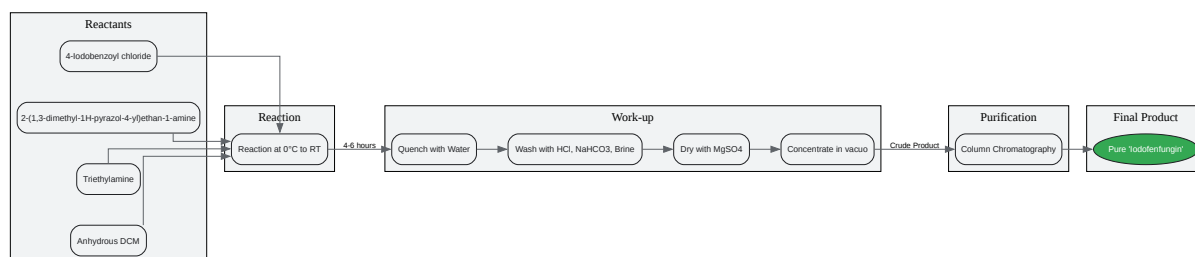 Reactants
4-Iodobenzoyl chloride
2-(1,3-dimethyl-1H-pyrazol-4-yl)ethan-1-amine
Triethylamine
Anhydrous DCM
Reaction
Reaction at 0°C to RT
4-6 hours
Work-up
Quench with Water
Wash with HCl, NaHCO3, Brine
Dry with MgSO4
Concentrate in vacuo
Crude Product
Purification
Column Chromatography
Final Product
Pure 'Iodofenfungin'